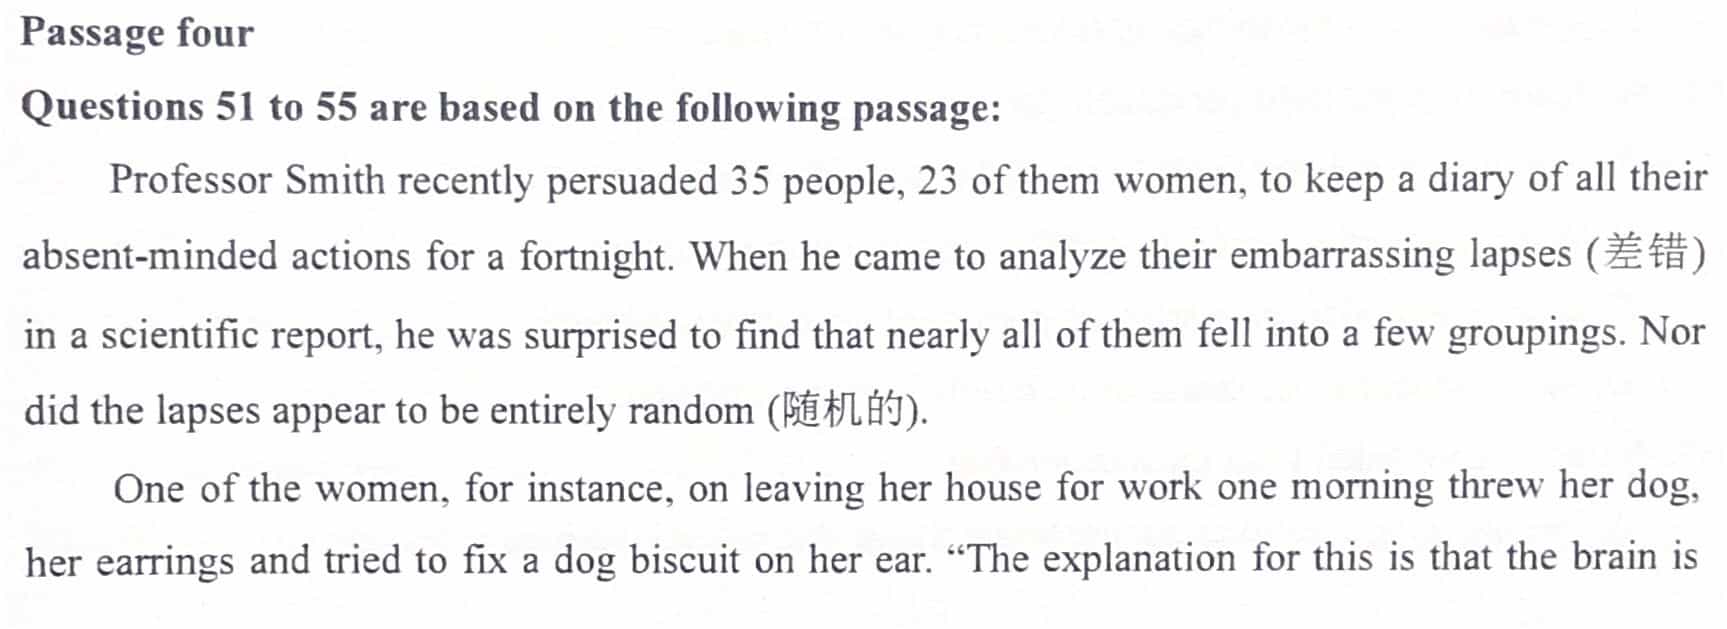 Passage four
Questions 51 to 55 are based on the following passage:
Professor Smith recently persuaded 35 people, 23 of them women, to keep a diary of all their
absent-minded actions for a fortnight. When he came to analyze their embarrassing lapses (差错)
in a scientific report, he was surprised to find that nearly all of them fell into a few groupings. Nor
did the lapses appear to be entirely random (随机的).
One of the women, for instance, on leaving her house for work one morning threw her dog,
her earrings and tried to fix a dog biscuit on her ear. “The explanation for this is that the brain is